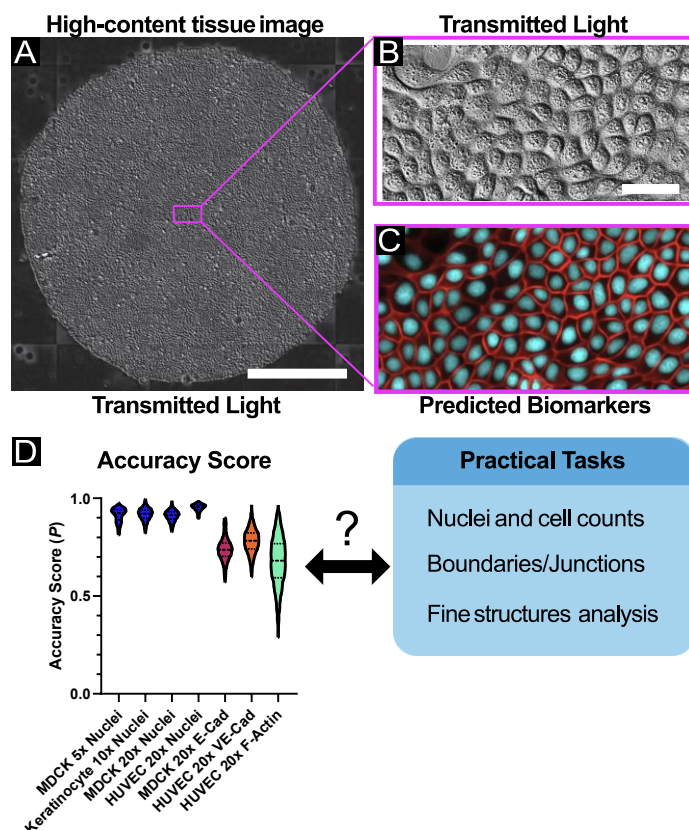 High-content tissue image
Transmitted Light
A
B
C
Transmitted Light
Predicted Biomarkers
D
Accuracy Score
Accuracy Score (P)
1.0
0.5
0.0
MDCK 5x Nuclei
Keratinocyte 10x Nuclei
MDCK 20x Nuclei
HUVEC 20x Nuclei
MDCK 20x E-Cad
HUVEC 20x VE-Cad
HUVEC 20x F-Actin
?
Practical Tasks
Nuclei and cell counts
Boundaries/Junctions
Fine structures analysis